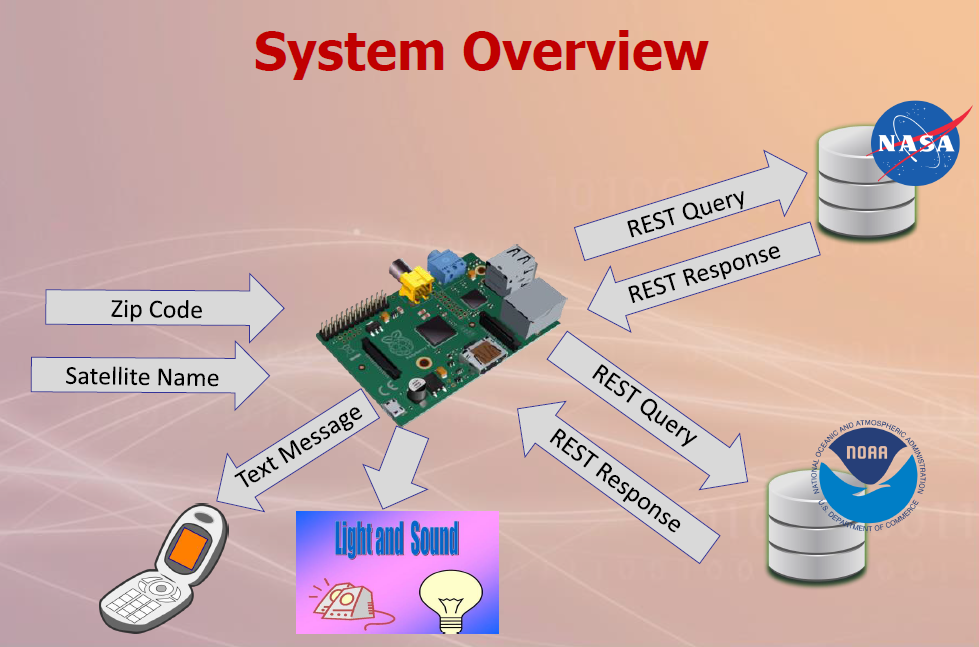 System Overview
NASA
REST Query
REST Response
Zip Code
Satellite Name
REST Query
REST Response
Text Message
NATIONAL OCEANIC AND ATMOSPHERIC ADMINISTRATION
NOAA
U.S. DEPARTMENT OF COMMERCE
Light and Sound